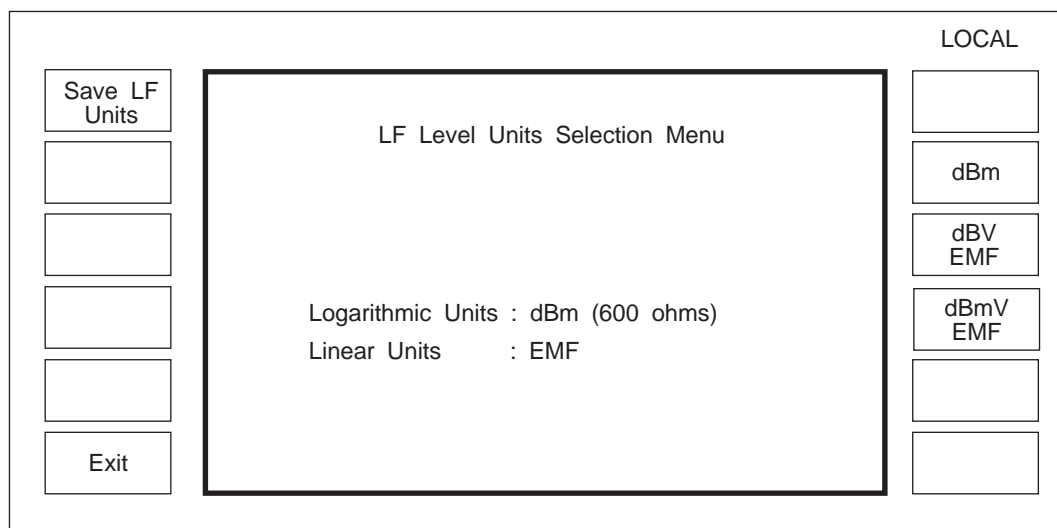 LOCAL
Save LF
Units
LF Level Units Selection Menu
dBm
dBV
EMF
Logarithmic Units : dBm (600 ohms)
Linear Units : EMF
dBmV
EMF
Exit